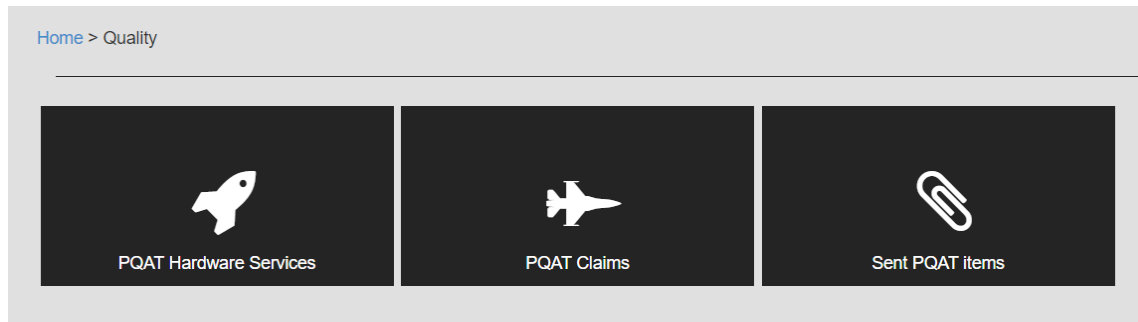 Home > Quality
PQAT Hardware Services
PQAT Claims
Sent PQAT items